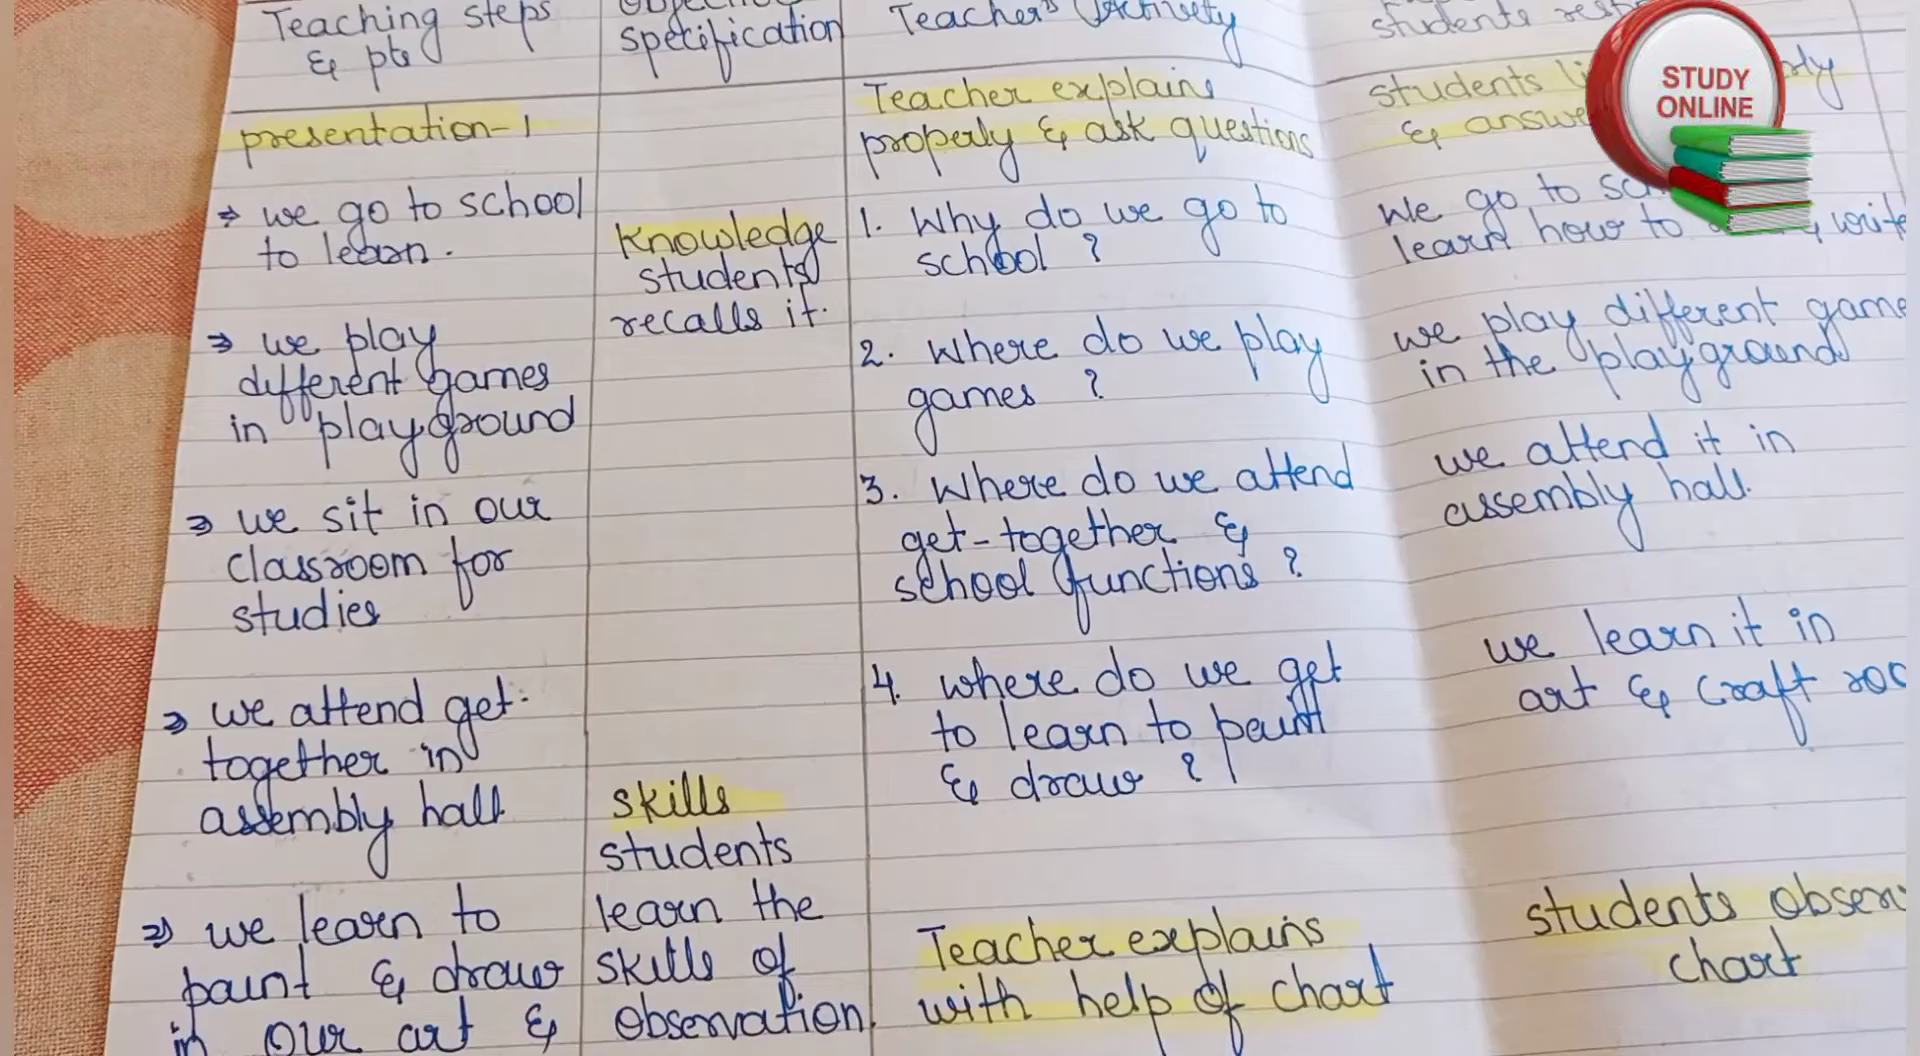 Teaching steps
& pts
specification
Teacher's Activity
students
presentation-1
⇒ we go to school
to learn.
⇒ we play
different games
in playground
⇒ we sit in our
classroom for
studies
⇒ we attend get-
together in
assembly hall.
⇒ we learn to
paint & draw
in our art &
Knowledge
students
recalls it.
skills
students
learn the
skills of
observation.
Teacher explains
properly & ask questions
1. Why do we go to
school ?
2. Where do we play
games ?
3. Where do we attend
get-together &
school functions ?
4. where do we get
to learn to paint
& draw ?
Teacher explains
with help of chart
students
&
We go to
learn how to write
we play different game
in the playground
we attend it in
assembly hall.
we learn it in
art & craft
students observ
chart
STUDY
ONLINE